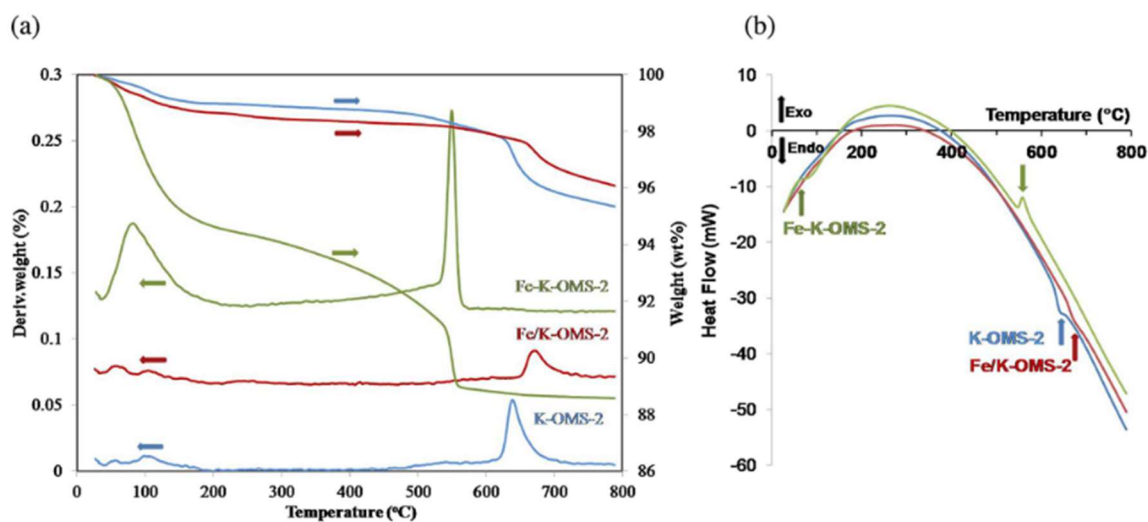 (a)
(b)
0.3
0.25
0.2
0.15
0.1
0.05
0
Deriv.weight (%)
0
100
200
300
400
500
600
700
800
Temperature (°C)
100
98
96
94
92
90
88
86
Weight (wt%)
Fe-K-OMS-2
Fe/K-OMS-2
K-OMS-2
10
0
-10
-20
-30
-40
-50
-60
Heat Flow (mW)
Exo
Endo
Temperature (°C)
0
200
400
600
800
Fe-K-OMS-2
K-OMS-2
Fe/K-OMS-2